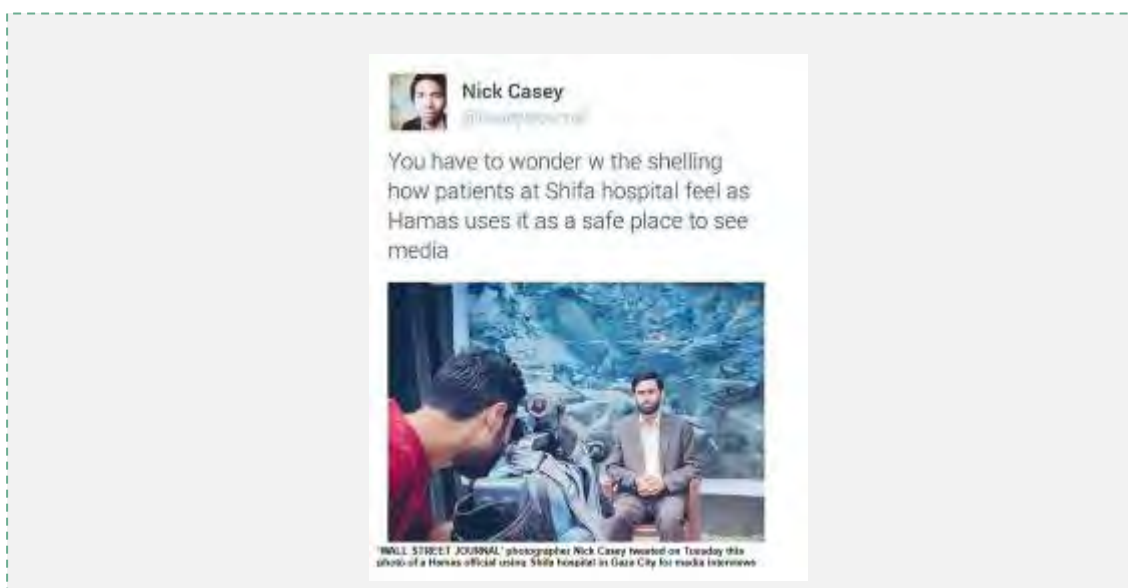 Nick Casey
You have to wonder w the shelling
how patients at Shifa hospital feel as
Hamas uses it as a safe place to see
media
'WALL STREET JOURNAL' photographer Nick Casey tweeted on Tuesday this
photo of a Hamas official using Shifa hospital in Gaza City for media interviews